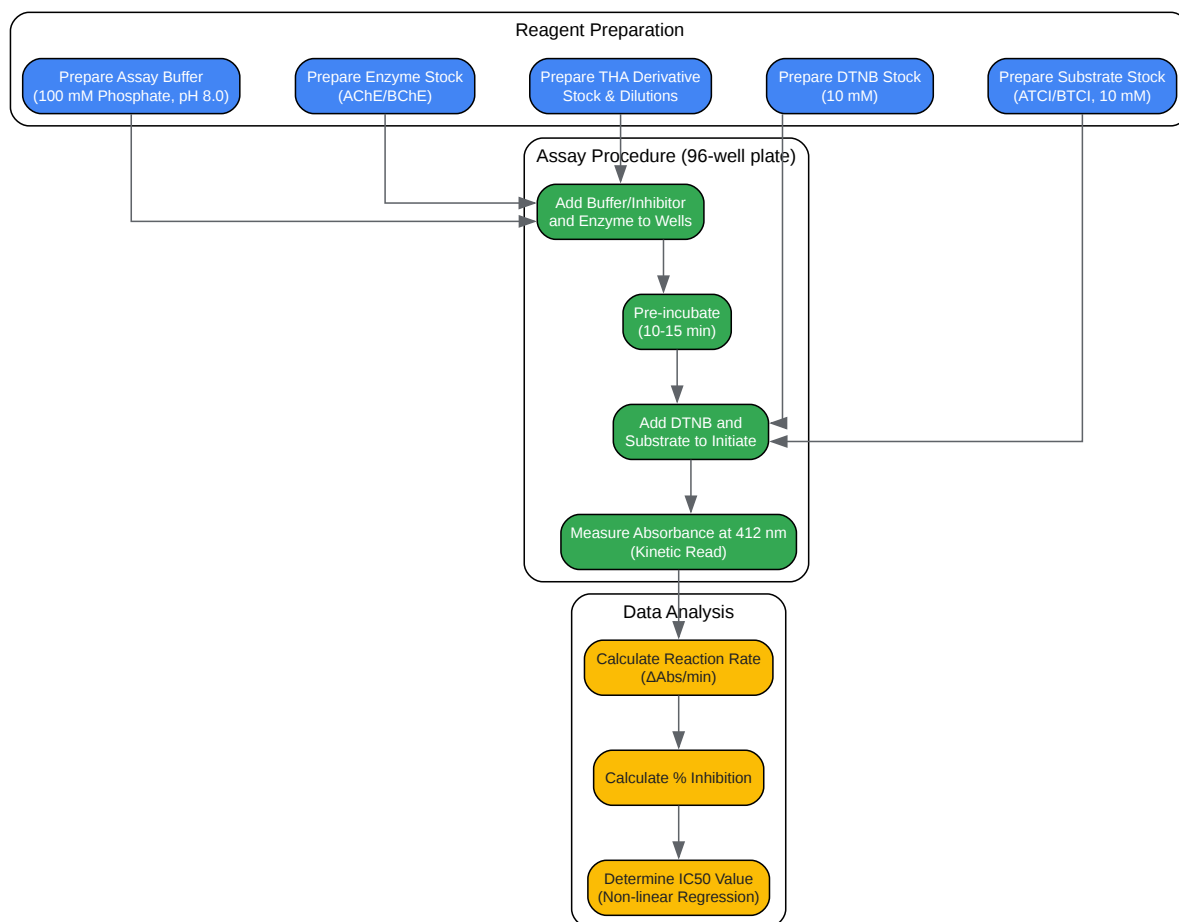 Reagent Preparation
Prepare Assay Buffer
(100 mM Phosphate, pH 8.0)
Prepare Enzyme Stock
(AChE/BChE)
Prepare THA Derivative
Stock & Dilutions
Prepare DTNB Stock
(10 mM)
Prepare Substrate Stock
(ATCI/BTCI, 10 mM)
Assay Procedure (96-well plate)
Add Buffer/Inhibitor
and Enzyme to Wells
Pre-incubate
(10-15 min)
Add DTNB and
Substrate to Initiate
Measure Absorbance at 412 nm
(Kinetic Read)
Data Analysis
Calculate Reaction Rate
(ΔAbs/min)
Calculate % Inhibition
Determine IC50 Value
(Non-linear Regression)